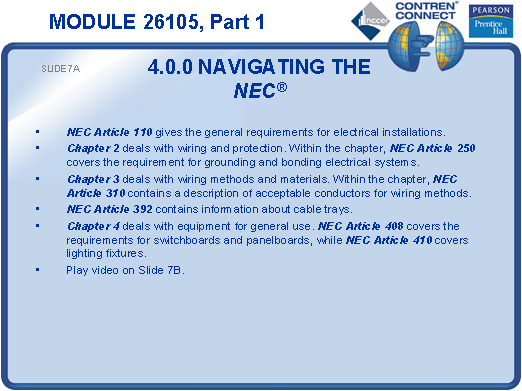 MODULE 26105, Part 1
nccer
CONTREN®
CONNECT
PEARSON
Prentice
Hall
SLIDE 7A
4.0.0 NAVIGATING THE
NEC®
• NEC Article 110 gives the general requirements for electrical installations.
• Chapter 2 deals with wiring and protection. Within the chapter, NEC Article 250
covers the requirement for grounding and bonding electrical systems.
• Chapter 3 deals with wiring methods and materials. Within the chapter, NEC
Article 310 contains a description of acceptable conductors for wiring methods.
• NEC Article 392 contains information about cable trays.
• Chapter 4 deals with equipment for general use. NEC Article 408 covers the
requirements for switchboards and panelboards, while NEC Article 410 covers
lighting fixtures.
• Play video on Slide 7B.